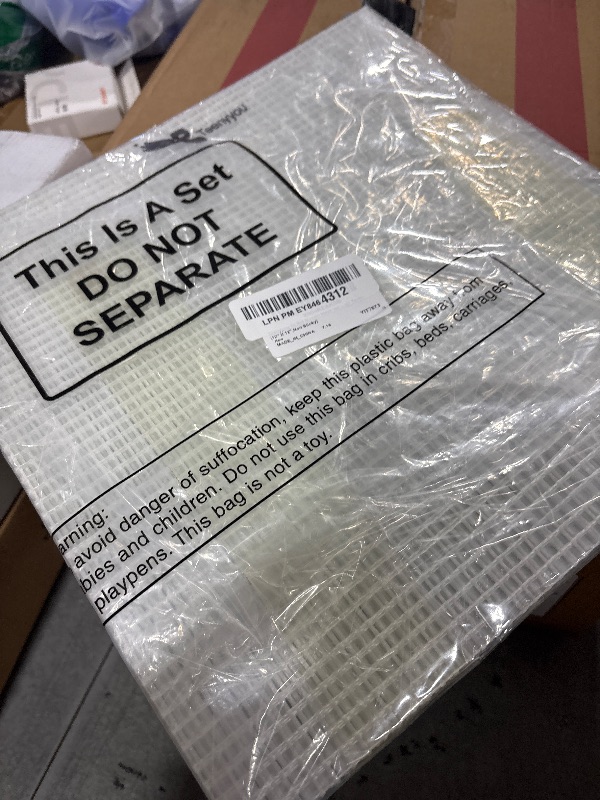 Teenyyou
This Is A Set
DO NOT
SEPARATE
LPN PM EY8464312
MADE_IN_CHINA
arning:
avoid danger of suffocation, keep this plastic bag away from
bies and children. Do not use this bag in cribs, beds, carriages,
playpens. This bag is not a toy.